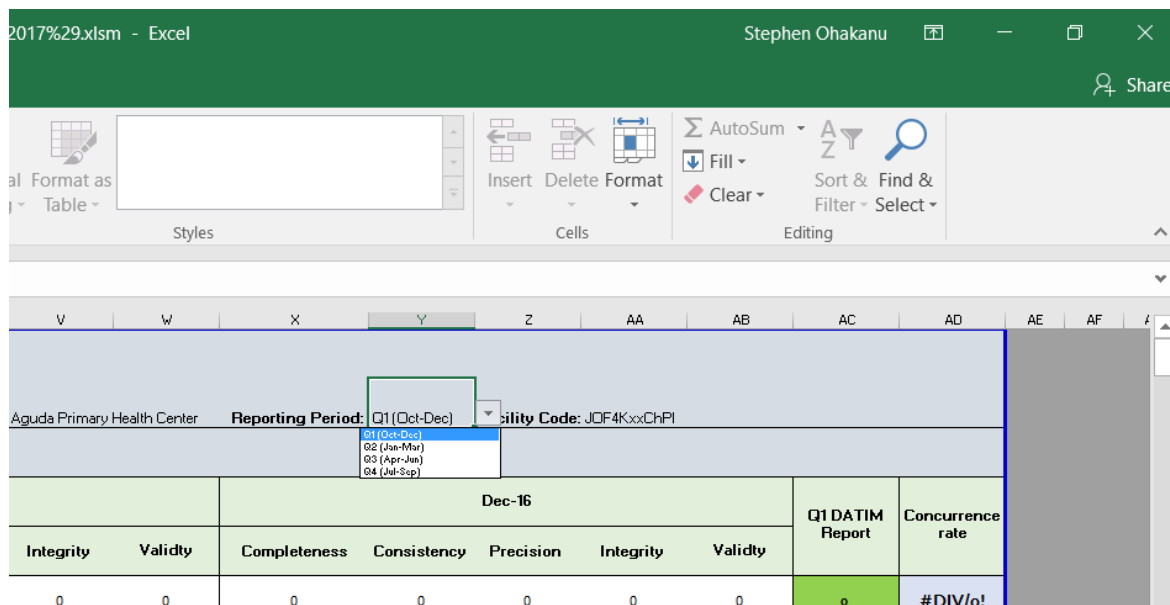 2017%29.xlsm - Excel
Stephen Ohakanu
Share
al Format as
Table
Insert Delete Format
AutoSum
Fill
Clear
A
Z
Sort & Find &
Filter Select
Styles
Cells
Editing
V W X Y Z AA AB AC AD AE AF
Aguda Primary Health Center Reporting Period: Q1 (Oct-Dec) cility Code: JOF4KxxChPl
Q1 (Oct-Dec)
Q2 (Jan-Mar)
Q3 (Apr-Jun)
Q4 (Jul-Sep)
Dec-16
Q1 DATIM
Report
Concurrence
rate
Integrity Validty Completeness Consistency Precision Integrity Validty
0 0 0 0 0 0 0 0 #DIV/0!